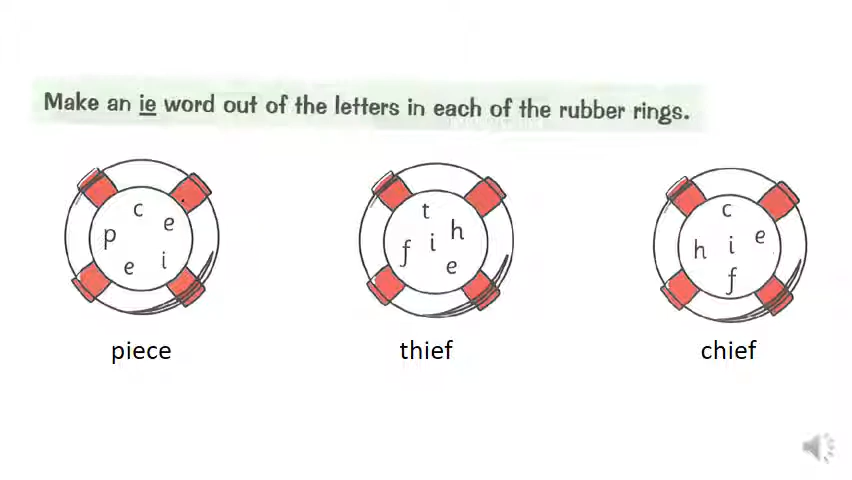 Make an ie word out of the letters in each of the rubber rings.
c
e
p
e
i
t
h
f
i
e
c
e
h
i
f
piece
thief
chief